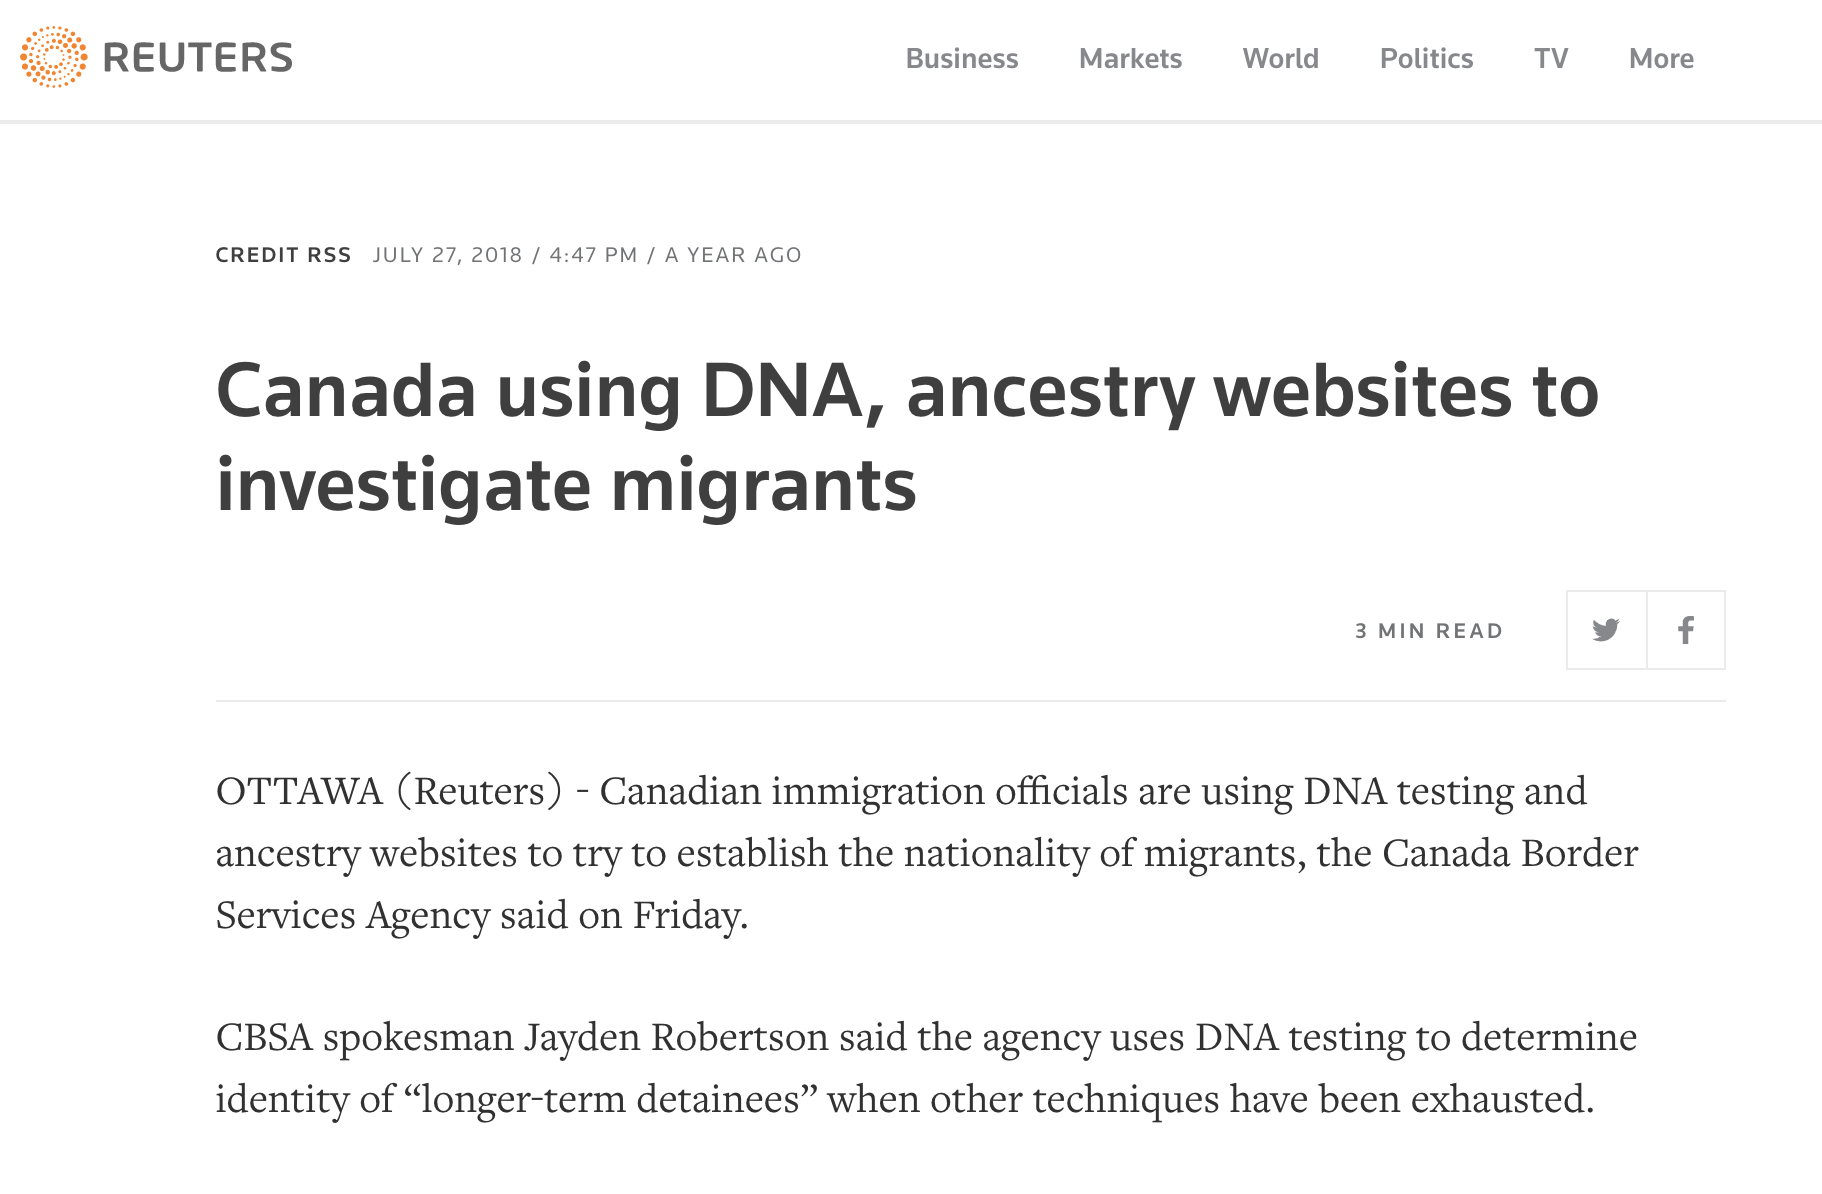 REUTERS
Business Markets World Politics TV More
CREDIT RSS JULY 27, 2018 / 4:47 PM / A YEAR AGO
Canada using DNA, ancestry websites to
investigate migrants
3 MIN READ
OTTAWA (Reuters) - Canadian immigration officials are using DNA testing and
ancestry websites to try to establish the nationality of migrants, the Canada Border
Services Agency said on Friday.
CBSA spokesman Jayden Robertson said the agency uses DNA testing to determine
identity of “longer-term detainees” when other techniques have been exhausted.